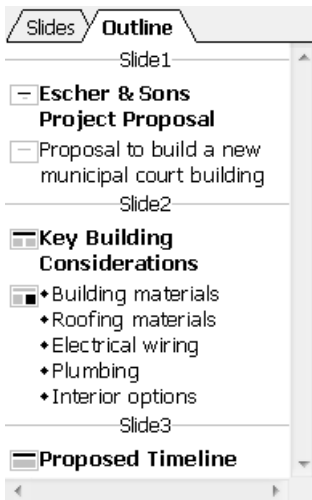 Slides Outline
Slide1
Escher & Sons
Project Proposal
Proposal to build a new
municipal court building
Slide2
Key Building
Considerations
◆Building materials
◆Roofing materials
◆Electrical wiring
◆Plumbing
◆Interior options
Slide3
Proposed Timeline